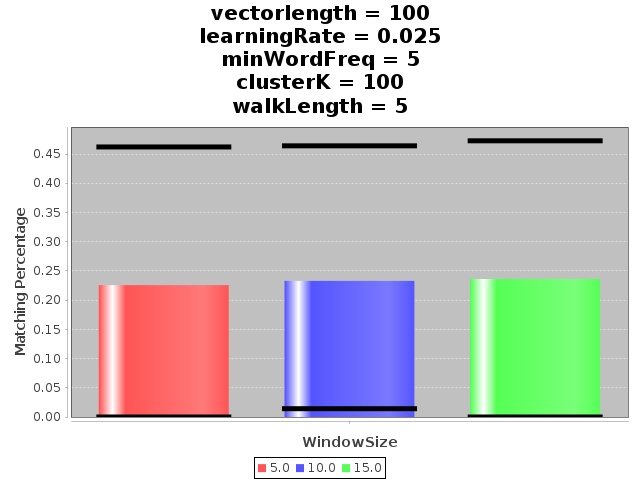 vectorlength = 100
learningRate = 0.025
minWordFreq = 5
clusterK = 100
walkLength = 5
Matching Percentage
0.45
0.40
0.35
0.30
0.25
0.20
0.15
0.10
0.05
0.00
WindowSize
5.0 10.0 15.0